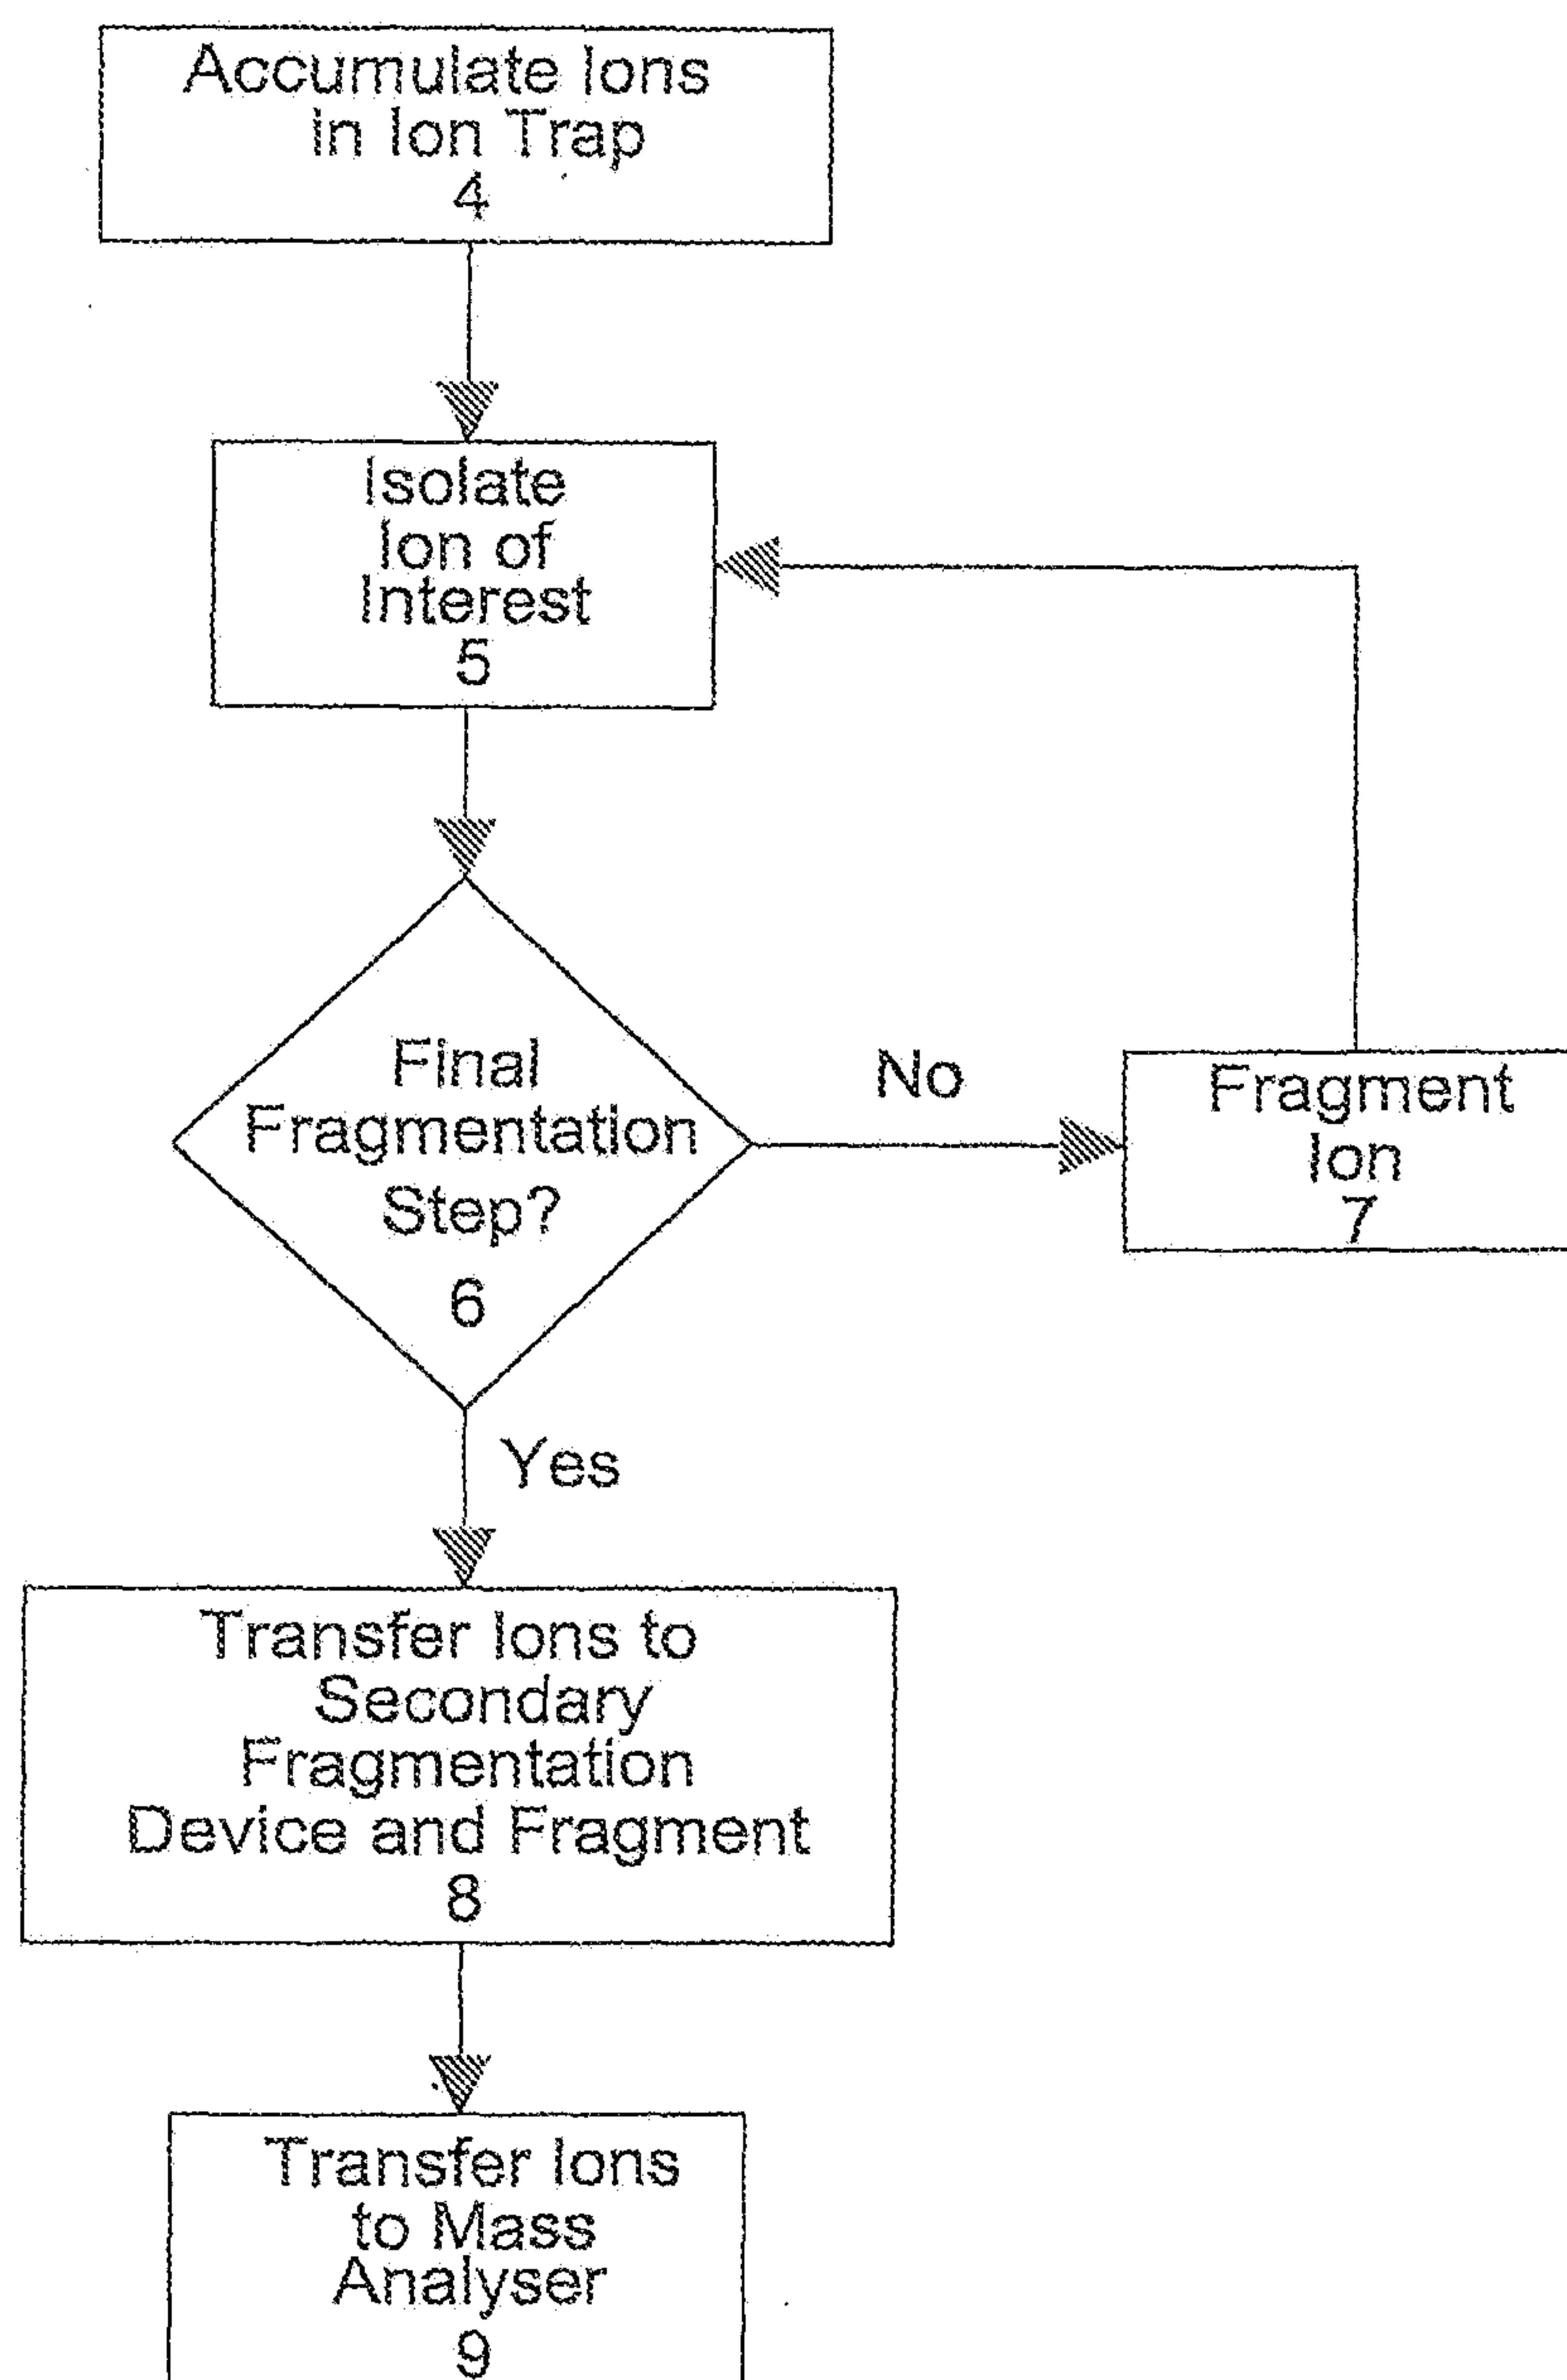 Accumulate Ions
in Ion Trap
4
Isolate
Ion of
Interest
5
Final
Fragmentation
Step?
6
No
Fragment
Ion
7
Yes
Transfer Ions to
Secondary
Fragmentation
Device and Fragment
8
Transfer Ions
to Mass
Analyser
9